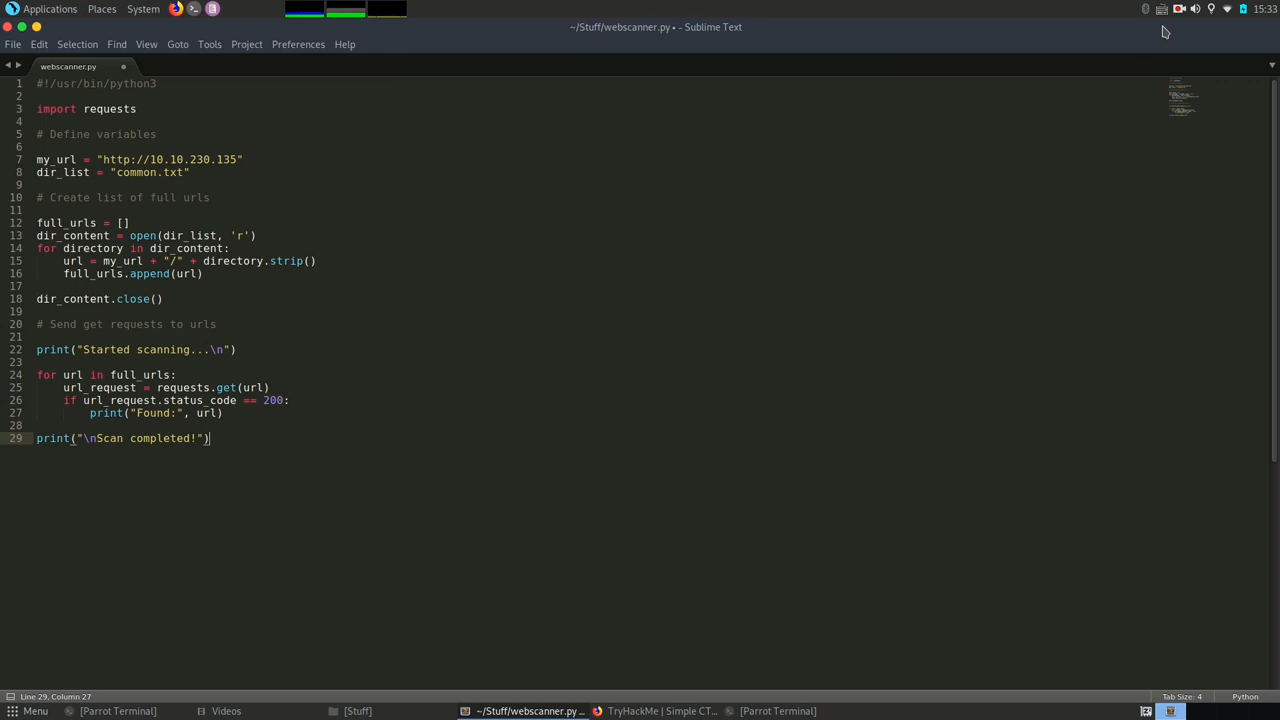 Applications Places System 15:33
~/Stuff/webscanner.py • - Sublime Text
File Edit Selection Find View Goto Tools Project Preferences Help
webscanner.py
1 #!/usr/bin/python3
2
3 import requests
4
5 # Define variables
6
7 my_url = "http://10.10.230.135"
8 dir_list = "common.txt"
9
10 # Create list of full urls
11
12 full_urls = []
13 dir_content = open(dir_list, 'r')
14 for directory in dir_content:
15     url = my_url + "/" + directory.strip()
16     full_urls.append(url)
17
18 dir_content.close()
19
20 # Send get requests to urls
21
22 print("Started scanning...\n")
23
24 for url in full_urls:
25     url_request = requests.get(url)
26     if url_request.status_code == 200:
27         print("Found:", url)
28
29 print("\nScan completed!")
Line 29, Column 27 Tab Size: 4 Python
Menu [Parrot Terminal] Videos [Stuff] ~/Stuff/webscanner.py ... TryHackMe | Simple CT... [Parrot Terminal]